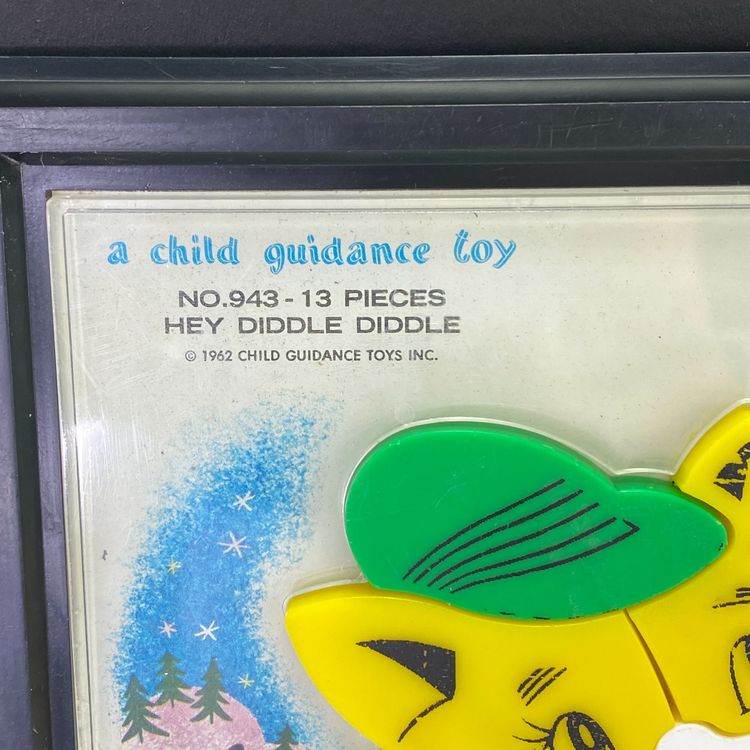 a child guidance toy
NO.943 - 13 PIECES
HEY DIDDLE DIDDLE
© 1962 CHILD GUIDANCE TOYS INC.